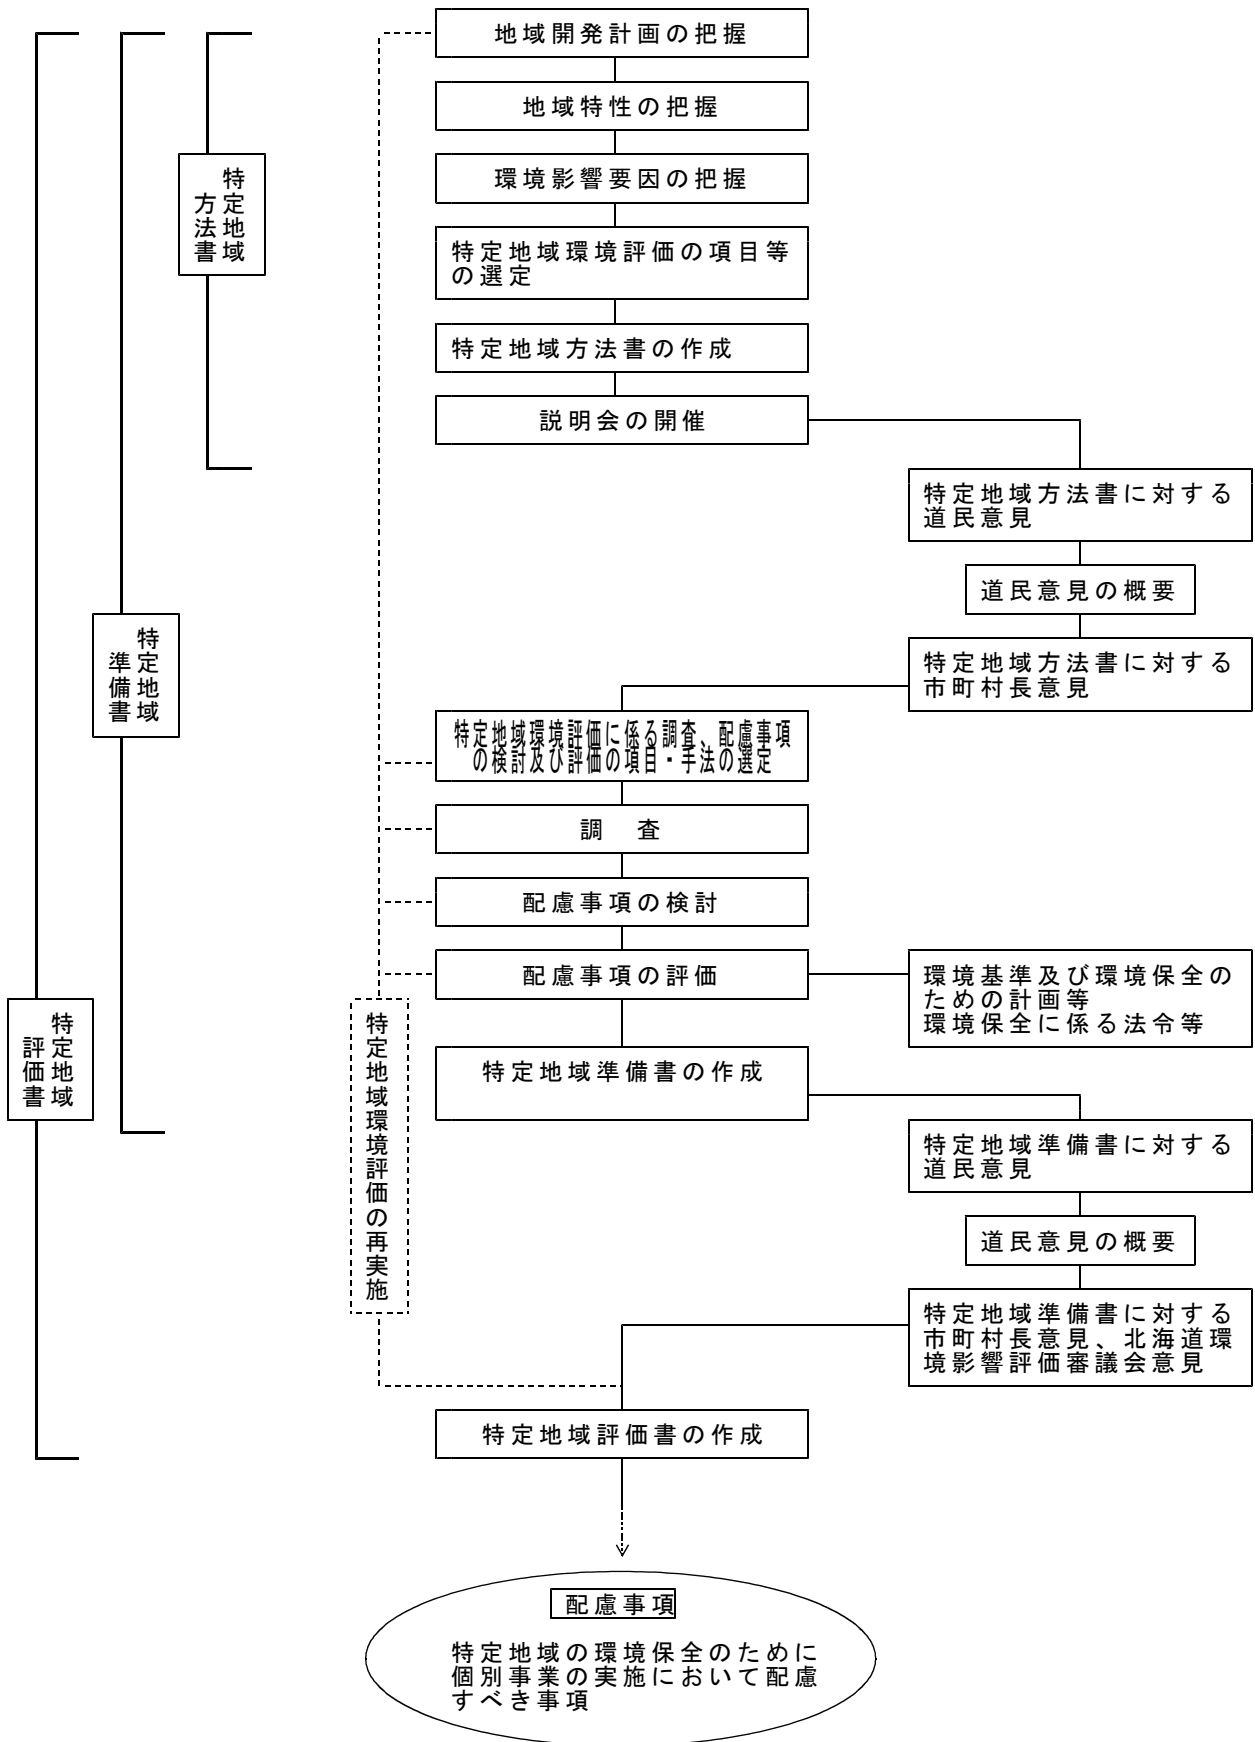 地域開発計画の把握
地域特性の把握
環境影響要因の把握
特定地域
方法書
特定地域環境評価の項目等
の選定
特定地域方法書の作成
説明会の開催
特定地域方法書に対する
道民意見
道民意見の概要
特定地域方法書に対する
市町村長意見
特定地域
準備書
特定地域環境評価に係る調査、配慮事項
の検討及び評価の項目・手法の選定
調　査
配慮事項の検討
配慮事項の評価
環境基準及び環境保全の
ための計画等
環境保全に係る法令等
特定地域
評価書
特定地域環境評価の再実施
特定地域準備書の作成
特定地域準備書に対する
道民意見
道民意見の概要
特定地域準備書に対する
市町村長意見、北海道環
境影響評価審議会意見
特定地域評価書の作成
配慮事項
特定地域の環境保全のために
個別事業の実施において配慮
すべき事項